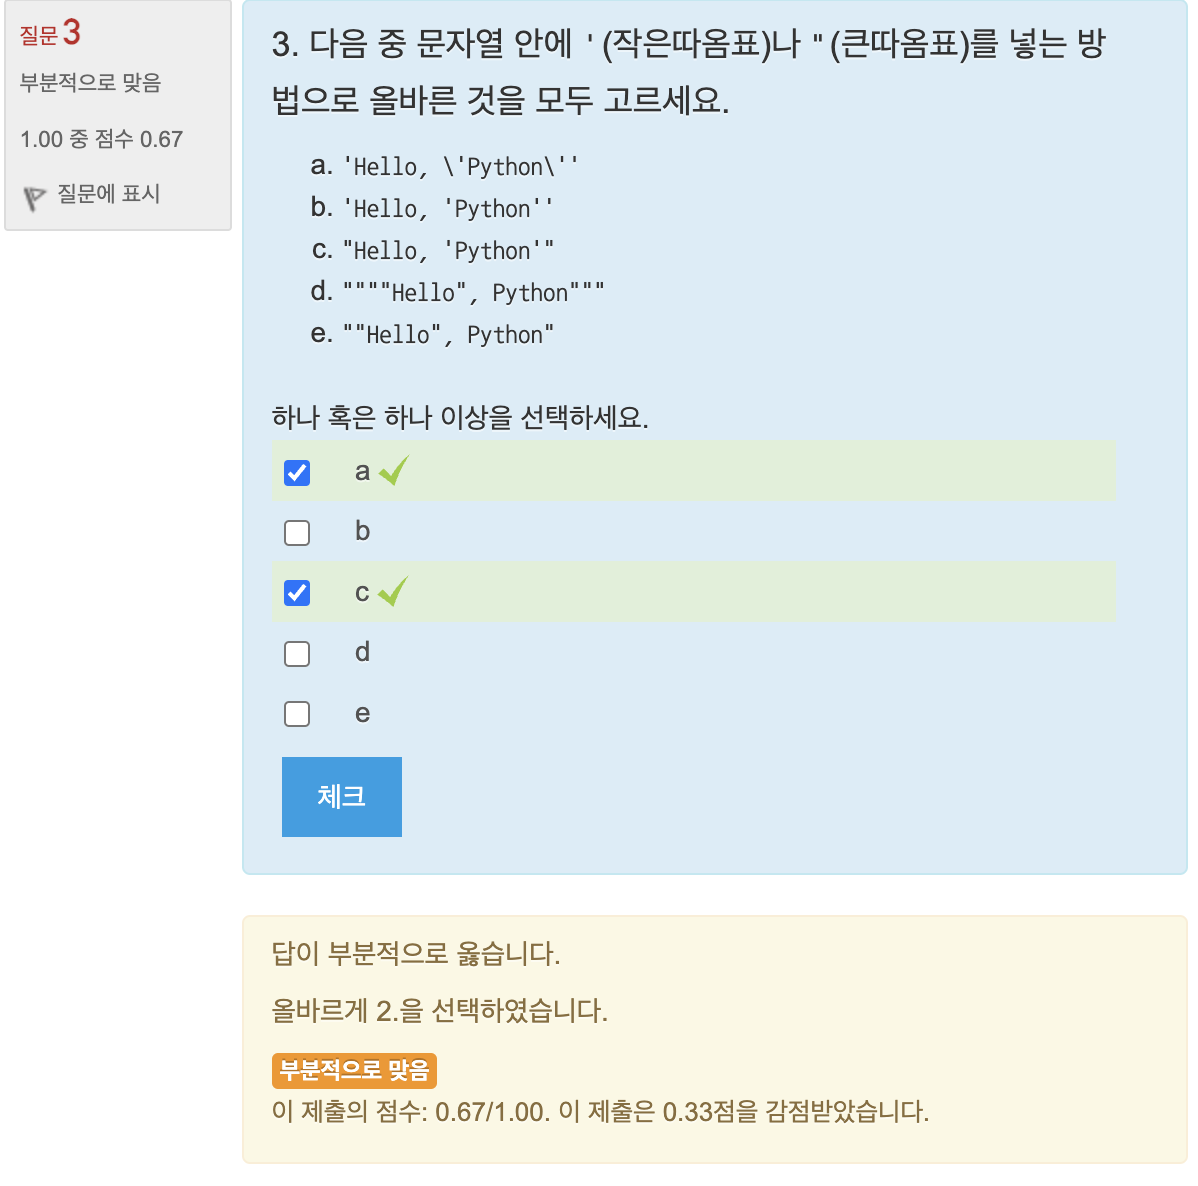 질문 3
부분적으로 맞음
1.00 중 점수 0.67
질문에 표시
3. 다음 중 문자열 안에 '(작은따옴표)나 "(큰따옴표)를 넣는 방
법으로 올바른 것을 모두 고르세요.
a. 'Hello, \'Python\''
b. 'Hello, 'Python''
c. "Hello, 'Python'"
d. """"Hello", Python"""
e. ""Hello", Python"
하나 혹은 하나 이상을 선택하세요.
a
b
c
d
e
체크
답이 부분적으로 옳습니다.
올바르게 2.을 선택하였습니다.
부분적으로 맞음
이 제출의 점수: 0.67/1.00. 이 제출은 0.33점을 감점받았습니다.